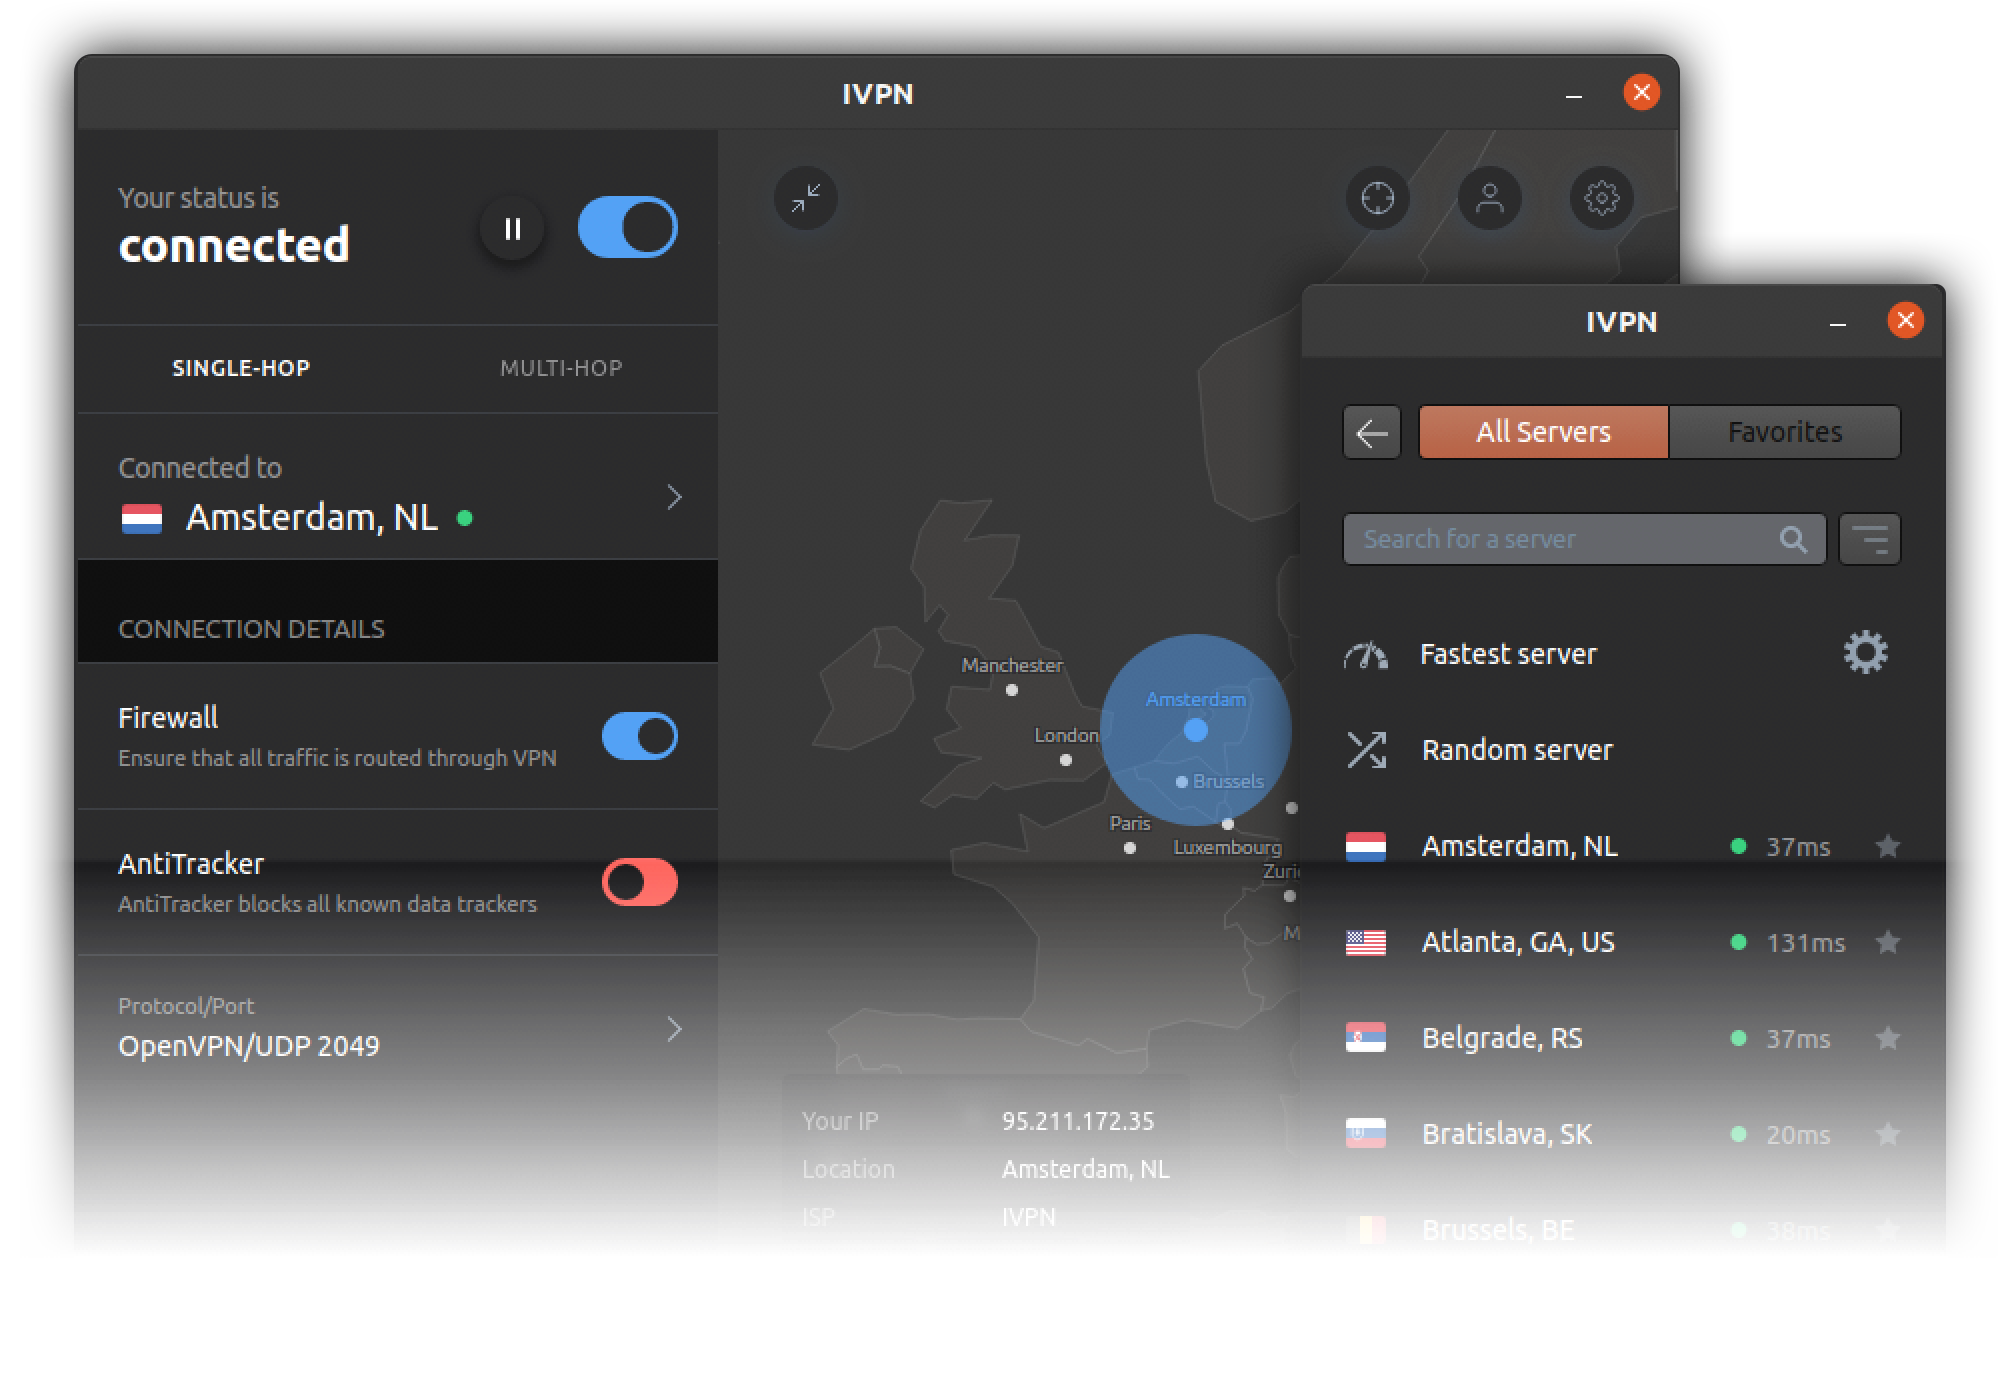 IVPN
Your status is
connected
SINGLE-HOP
MULTI-HOP
Connected to
Amsterdam, NL
CONNECTION DETAILS
Firewall
Ensure that all traffic is routed through VPN
AntiTracker
AntiTracker blocks all known data trackers
Protocol/Port
OpenVPN/UDP 2049
Manchester
London
Amsterdam
Brussels
Paris
Luxembourg
Your IP 95.211.172.35
Location Amsterdam, NL
ISP IVPN
IVPN
All Servers
Favorites
Search for a server
Fastest server
Random server
Amsterdam, NL 37ms
Atlanta, GA, US 131ms
Belgrade, RS 37ms
Bratislava, SK 20ms
Brussels, BE 38ms